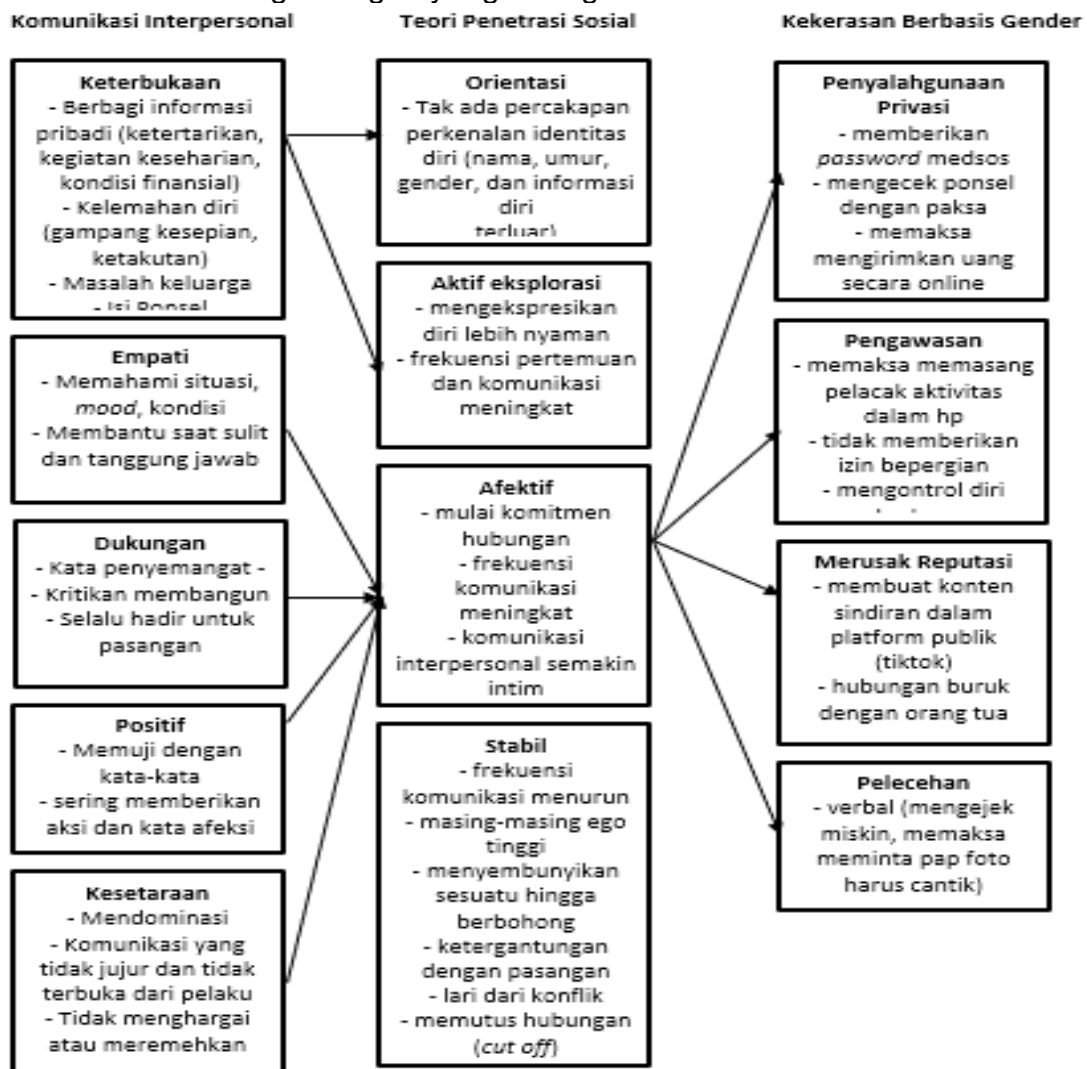 Komunikasi Interpersonal
Keterbukaan
- Berbagi informasi
pribadi (ketertarikan,
kegiatan keseharian,
kondisi finansial)
- Kelemahan diri
(gampang kesepian,
ketakutan)
- Masalah keluarga
- Isi Ponsel
Empati
- Memahami situasi,
mood, kondisi
- Membantu saat sulit
dan tanggung jawab
Dukungan
- Kata penyemangat -
- Kritikan membangun
- Selalu hadir untuk
pasangan
Positif
- Memuji dengan
kata-kata
- sering memberikan
aksi dan kata afeksi
Kesetaraan
- Mendominasi
- Komunikasi yang
tidak jujur dan tidak
terbuka dari pelaku
- Tidak menghargai
atau meremehkan
Teori Penetrasi Sosial
Orientasi
- Tak ada percakapan
perkenalan identitas
diri (nama, umur,
gender, dan informasi
diri
terluar)
Aktif eksplorasi
- mengekspresikan
diri lebih nyaman
- frekuensi pertemuan
dan komunikasi
meningkat
Afektif
- mulai komitmen
hubungan
- frekuensi
komunikasi
meningkat
- komunikasi
interpersonal semakin
intim
Stabil
- frekuensi
komunikasi menurun
- masing-masing ego
tinggi
- menyembunyikan
sesuatu hingga
berbohong
- ketergantungan
dengan pasangan
- lari dari konflik
- memutus hubungan
(cut off)
Kekerasan Berbasis Gender
Penyalahgunaan
Privasi
- memberikan
password medsos
- mengecek ponsel
dengan paksa
- memaksa
mengirimkan uang
secara online
Pengawasan
- memaksa memasang
pelacak aktivitas
dalam hp
- tidak memberikan
izin bepergian
- mengontrol diri
Merusak Reputasi
- membuat konten
sindiran dalam
platform publik
(tiktok)
- hubungan buruk
dengan orang tua
Pelecehan
- verbal (mengejek
miskin, memaksa
meminta pap foto
harus cantik)